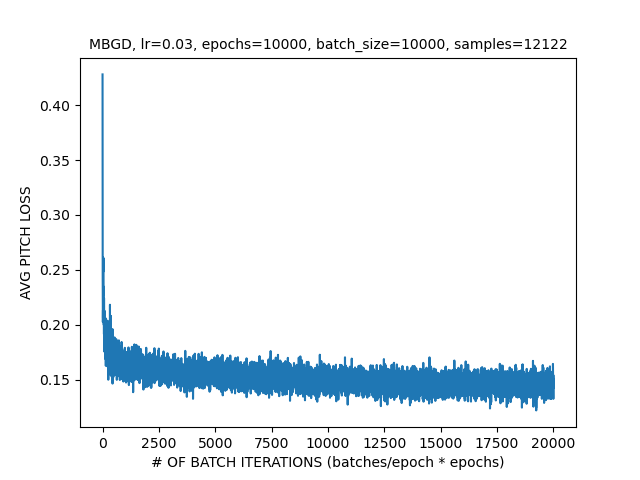 MBGD, lr=0.03, epochs=10000, batch_size=10000, samples=12122
0.40
0.35
0.30
0.25
0.20
0.15
AVG PITCH LOSS
0 2500 5000 7500 10000 12500 15000 17500 20000
# OF BATCH ITERATIONS (batches/epoch * epochs)